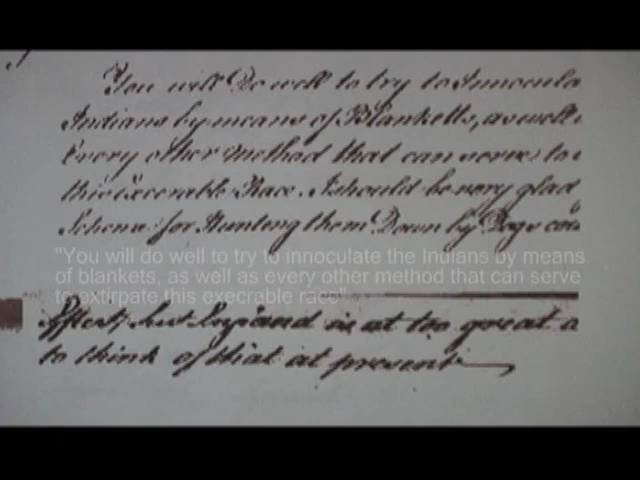 You will Do well to try to Innocula
Indians by means of Blanketts, as well
Every other Method that can serve to
this Execrable Race. I should be very glad
Scheme for Hunting them Down by Dogs cou
"You will do well to try to innoculate the Indians by means
of blankets, as well as every other method that can serve
to extirpate this execrable race"
Effect, but England is at too great a
to think of that at present